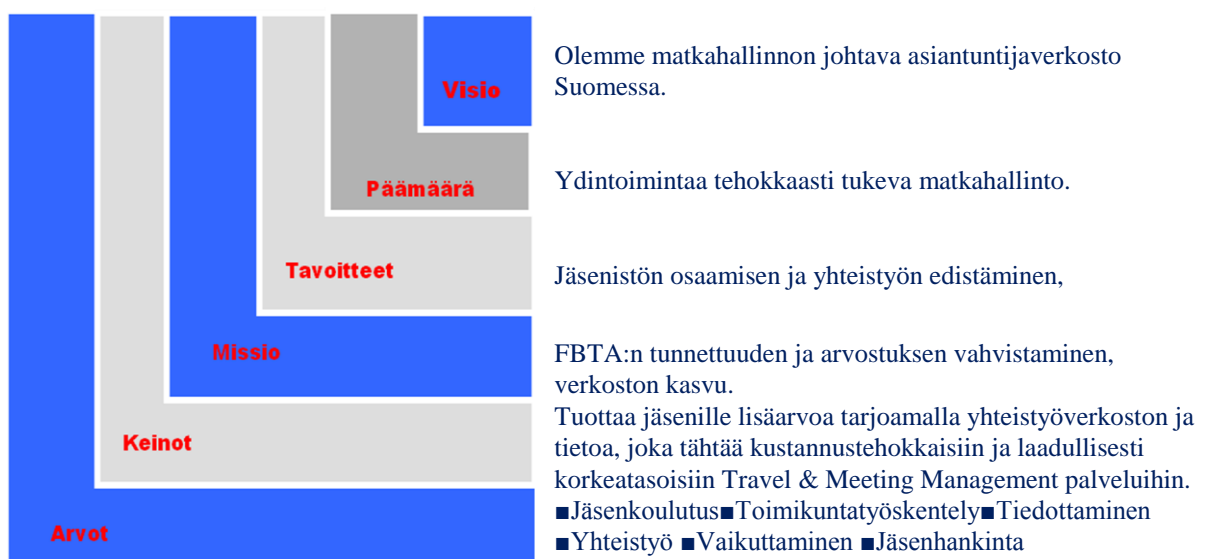 Visio
Olemme matkahallinnon johtava asiantuntijaverkosto
Suomessa.
Päämäärä
Ydintoimintaa tehokkaasti tukeva matkahallinto.
Tavoitteet
Jäsenistön osaamisen ja yhteistyön edistäminen,
Missio
FBTA:n tunnettuuden ja arvostuksen vahvistaminen,
verkoston kasvu.
Keinot
Tuottaa jäsenille lisäarvoa tarjoamalla yhteistyöverkoston ja
tietoa, joka tähtää kustannustehokkaisiin ja laadullisesti
korkeatasoisiin Travel & Meeting Management palveluihin.
Arvot
■Jäsenkoulutus■Toimikuntatyöskentely■Tiedottaminen
■Yhteistyö ■Vaikuttaminen ■Jäsenhankinta